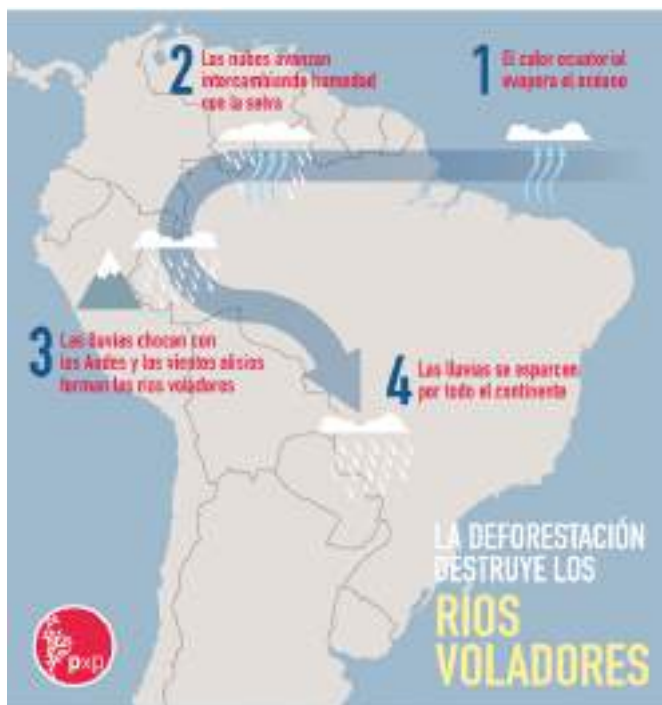 1
El calor ecuatorial
evapora el océano
2
Las nubes avanzan
intercambiando humedad
con la selva
3
Las lluvias chocan con
los Andes y los vientos alisios
forman los ríos voladores
4
Las lluvias se esparcen
por todo el continente
LA DEFORESTACIÓN
DESTRUYE LOS
RÍOS
VOLADORES
pxp